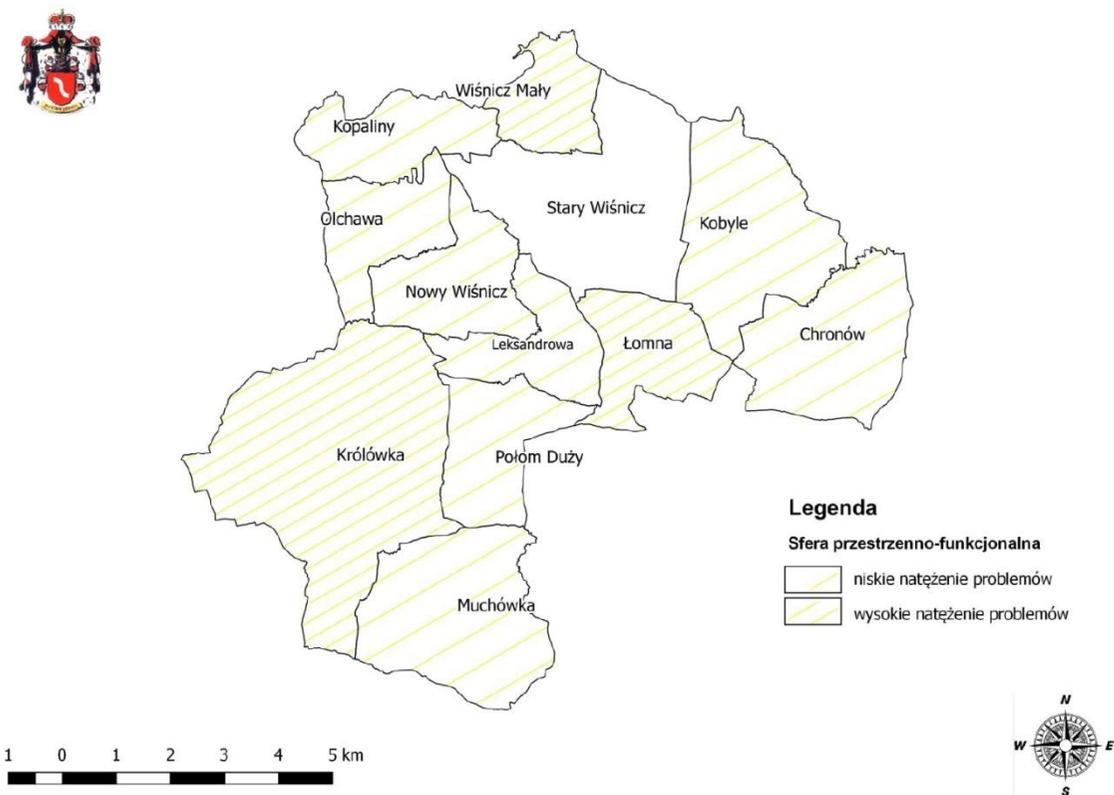 Wiśnicz Mały
Kopaliny
Stary Wiśnicz
Olchawa
Kobyle
Nowy Wiśnicz
Leksandrowa
Łomna
Chronów
Królówka
Połom Duży
Muchówka
Legenda
Sfera przestrzenno-funkcjonalna
niskie natężenie problemów
wysokie natężenie problemów
1 0 1 2 3 4 5 km
N
W E
S